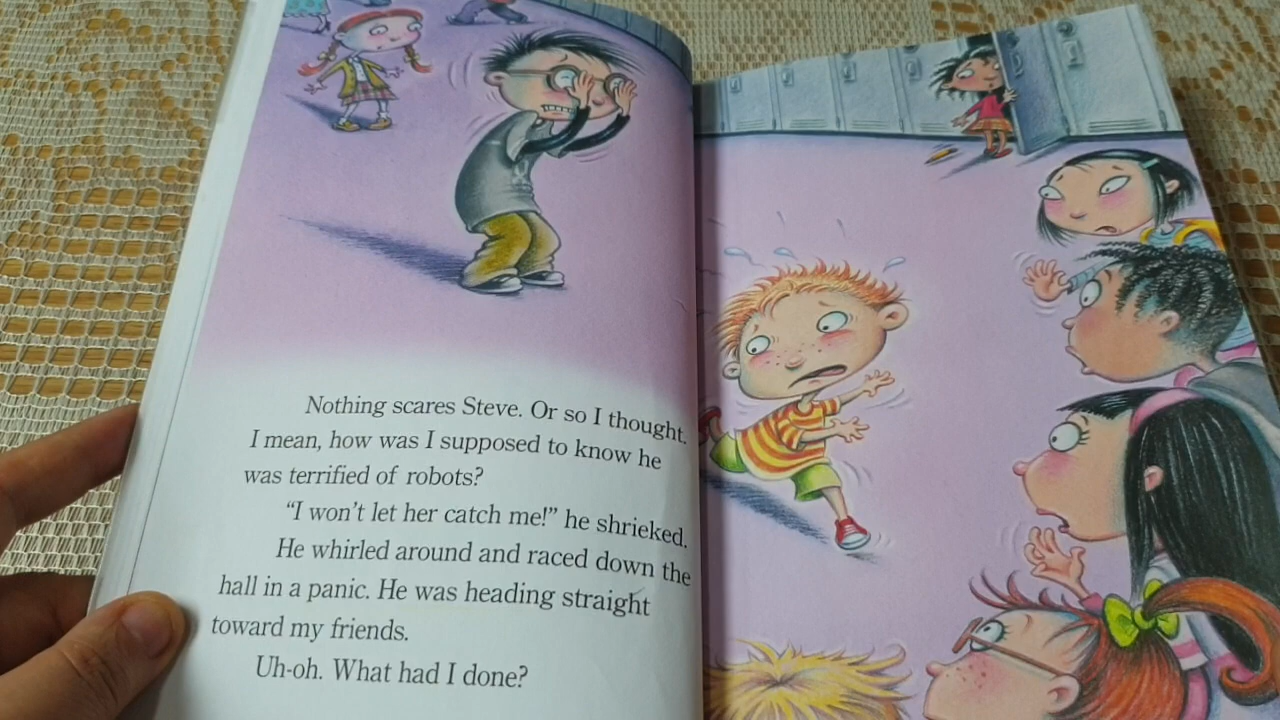 Nothing scares Steve. Or so I thought.
I mean, how was I supposed to know he
was terrified of robots?
“I won’t let her catch me!” he shrieked.
He whirled around and raced down the
hall in a panic. He was heading straight
toward my friends.
Uh-oh. What had I done?